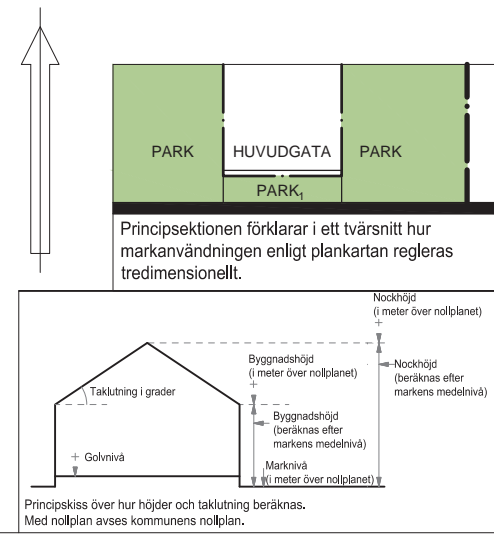 PARK HUVUDGATA PARK
PARK1
Principsektionen förklarar i ett tvärsnitt hur
markanvändningen enligt plankartan regleras
tredimensionellt.
Nockhöjd
(i meter över nollplanet)
+
Byggnadshöjd
(i meter över nollplanet)
+
Nockhöjd
(beräknas efter
markens medelnivå)
Taklutning i grader
Byggnadshöjd
(beräknas efter
markens medelnivå)
+ Golvnivå
Marknivå
(i meter över nollplanet)
Principskiss över hur höjder och taklutning beräknas.
Med nollplan avses kommunens nollplan.